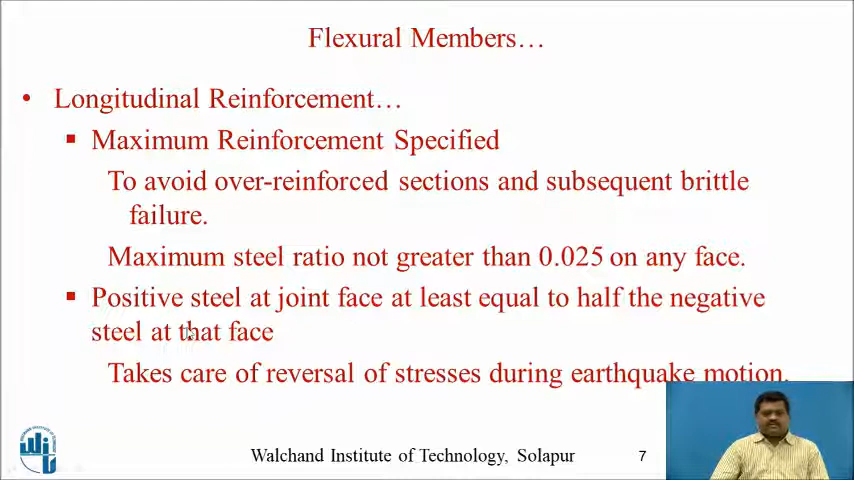 Flexural Members…
• Longitudinal Reinforcement…
▪ Maximum Reinforcement Specified
To avoid over-reinforced sections and subsequent brittle
failure.
Maximum steel ratio not greater than 0.025 on any face.
▪ Positive steel at joint face at least equal to half the negative
steel at that face
Takes care of reversal of stresses during earthquake motion.
Walchand Institute of Technology, Solapur
7